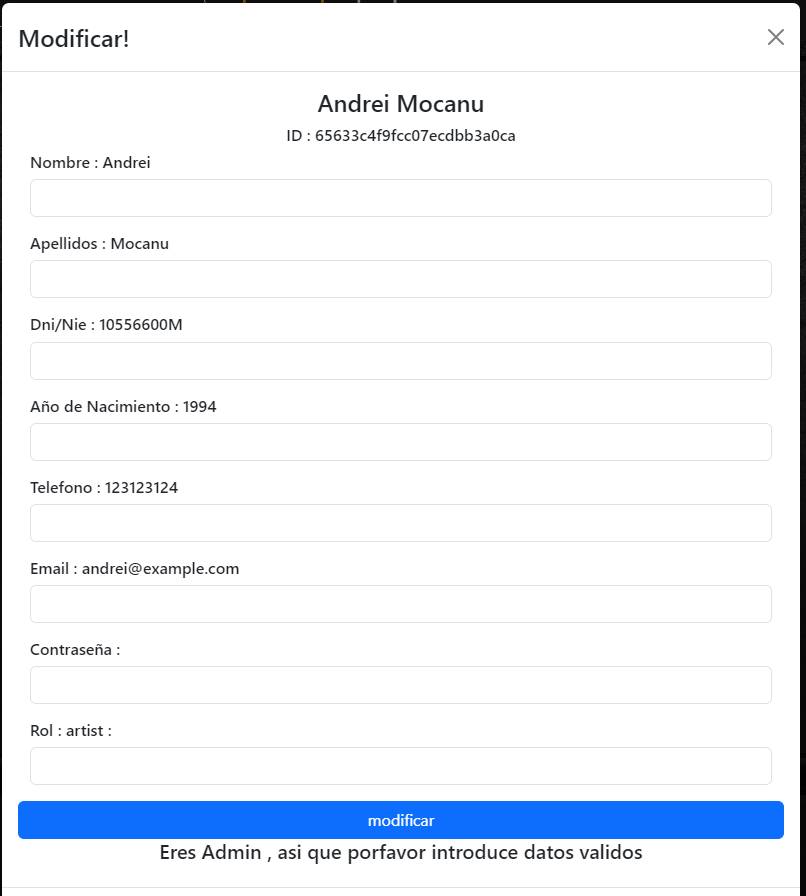 Modificar!
Andrei Mocanu
ID : 65633c4f9fcc07ecdbb3a0ca
Nombre : Andrei
Apellidos : Mocanu
Dni/Nie : 10556600M
Año de Nacimiento : 1994
Telefono : 123123124
Email : andrei@example.com
Contraseña :
Rol : artist :
modificar
Eres Admin , asi que porfavor introduce datos validos